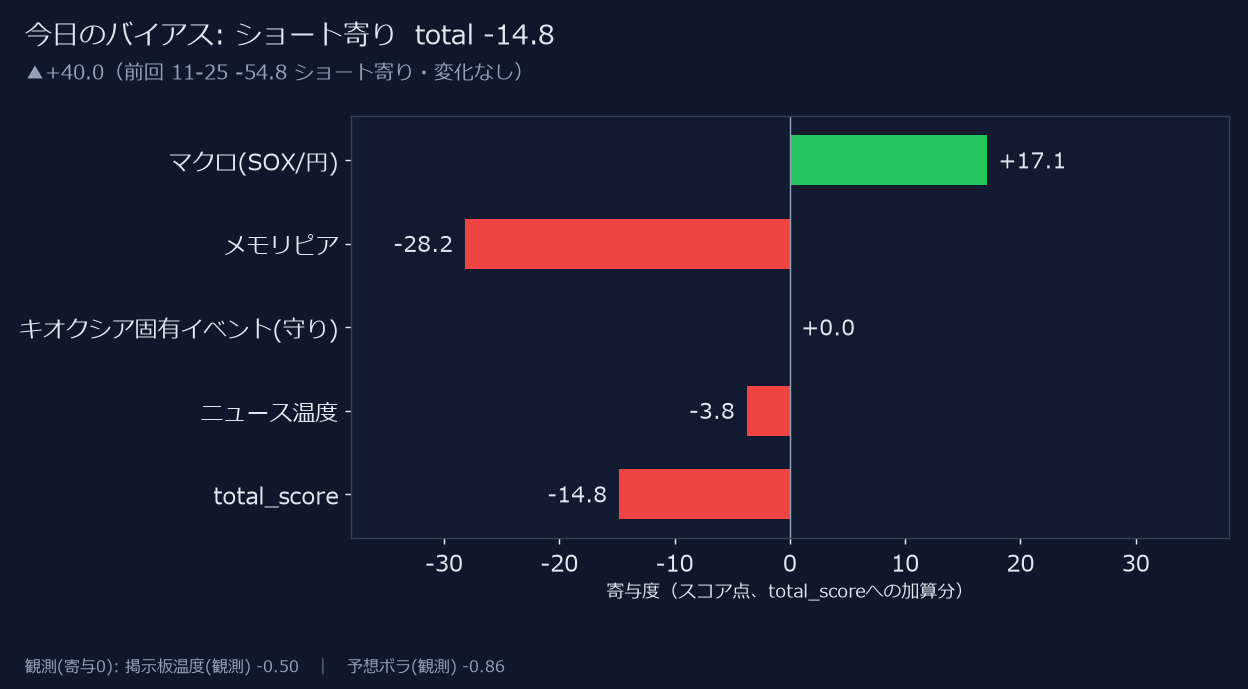 今日のバイアス: ショート寄り  total -14.8
▲+40.0（前回 11-25 -54.8 ショート寄り・変化なし）
マクロ(SOX/円)
+17.1
メモリピア
-28.2
キオクシア固有イベント(守り)
+0.0
ニュース温度
-3.8
total_score
-14.8
-30 -20 -10 0 10 20 30
寄与度（スコア点、total_scoreへの加算分）
観測(寄与0): 掲示板温度(観測) -0.50 ｜ 予想ボラ(観測) -0.86